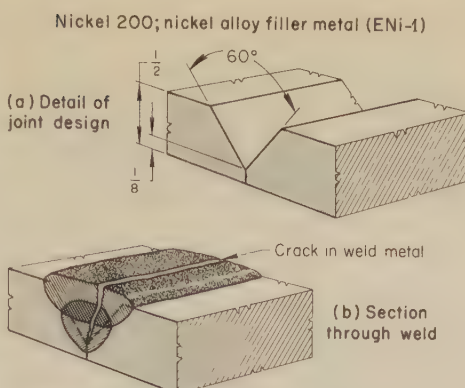 Nickel 200; nickel alloy filler metal (ENi-1)
1/2
60°
(a) Detail of
joint design
1/8
Crack in weld metal
(b) Section
through weld